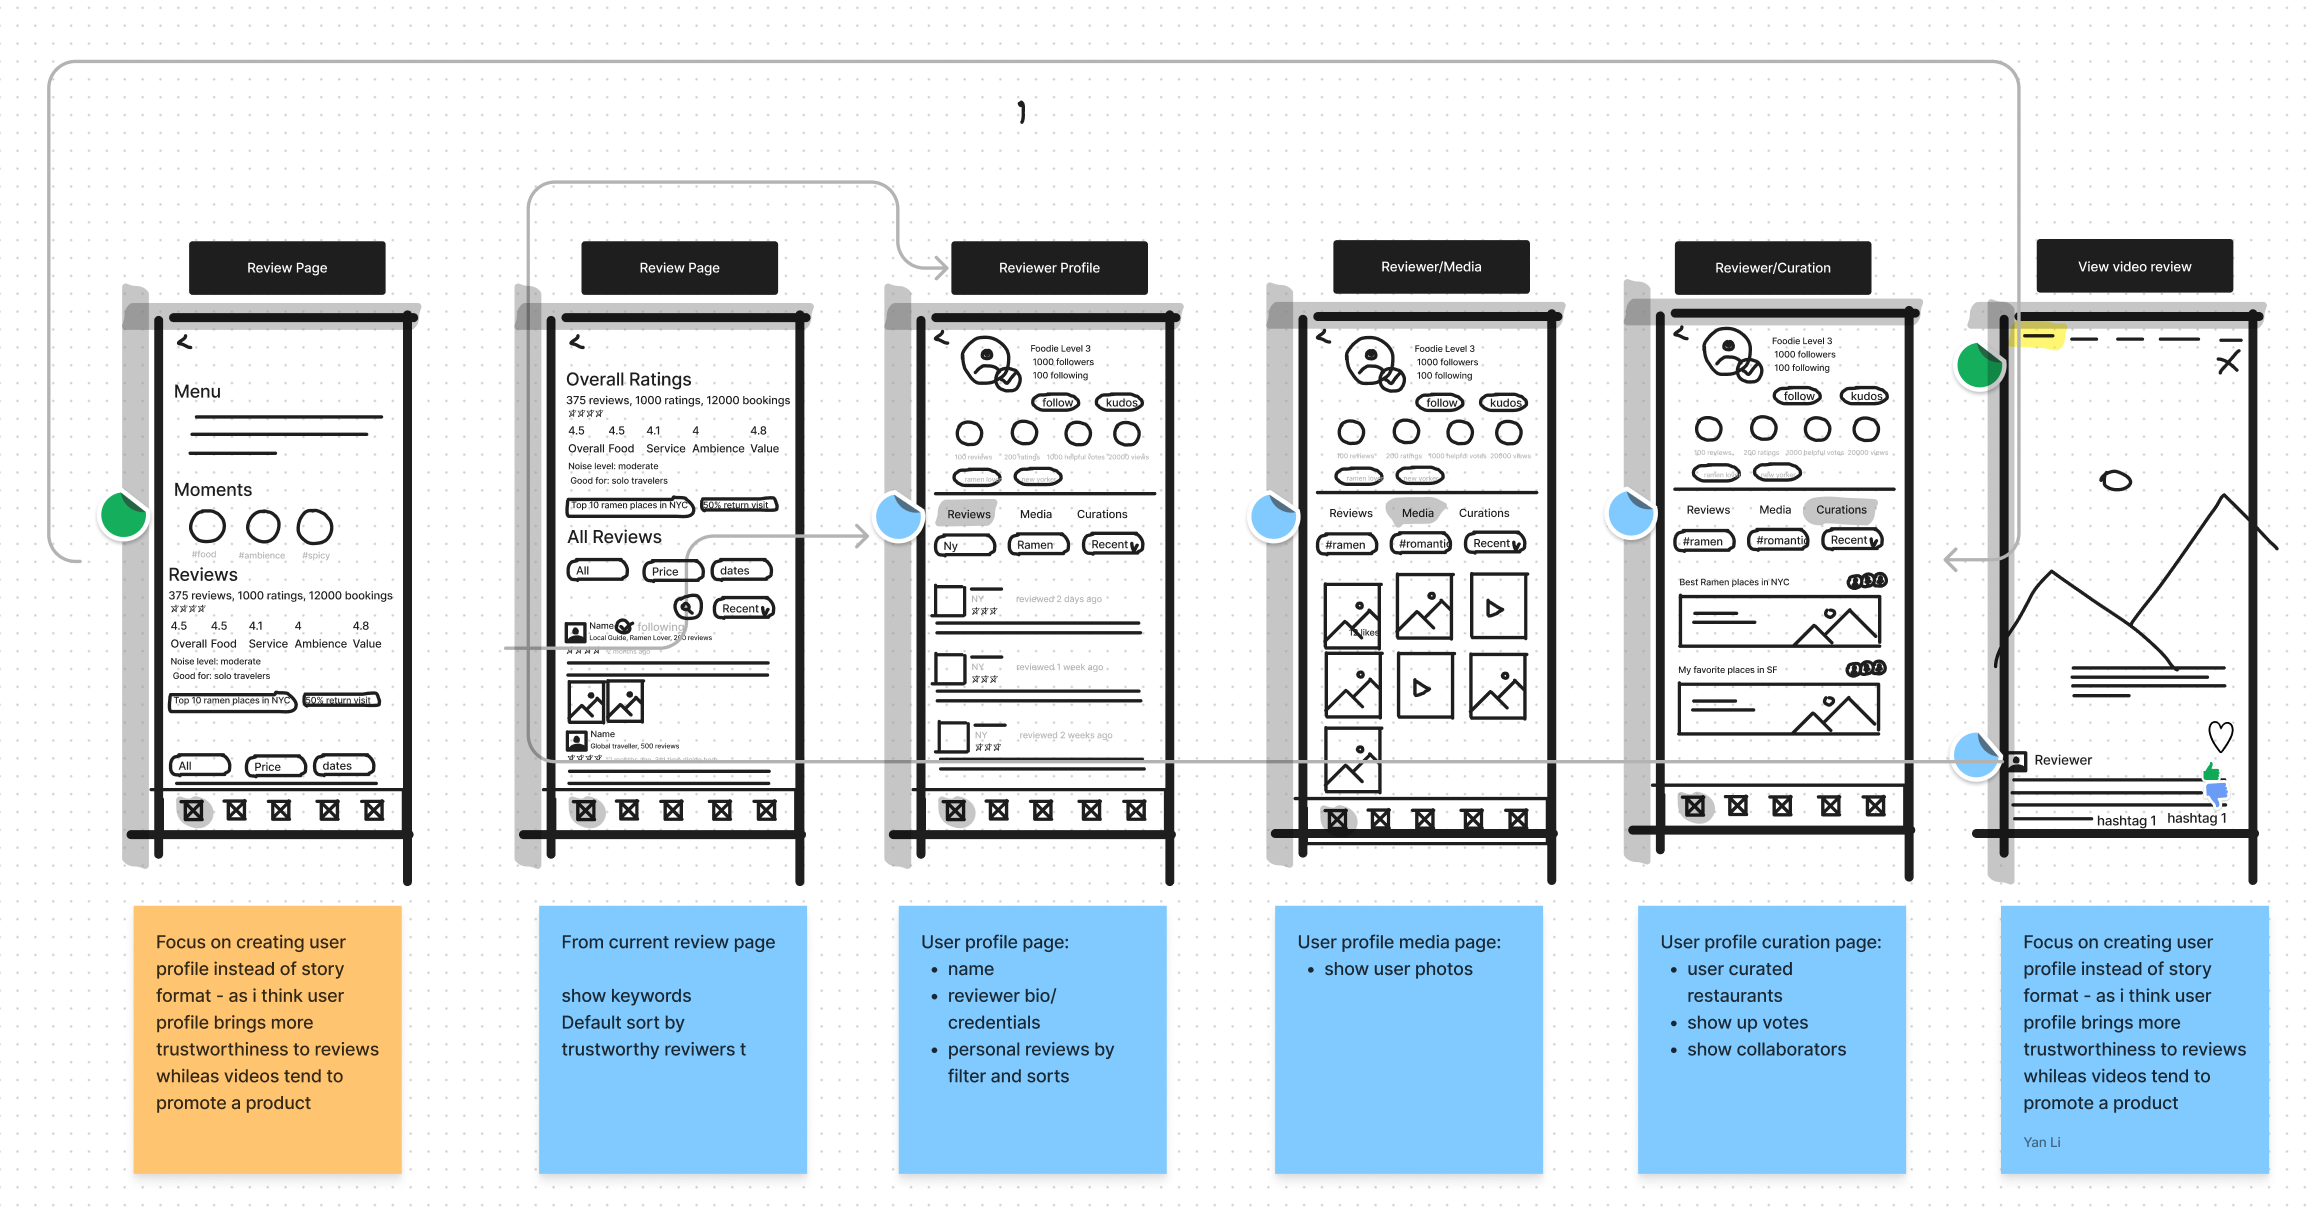 Review Page
Menu
Moments
#food #ambience #spicy
Reviews
375 reviews, 1000 ratings, 12000 bookings
4.5 4.5 4.1 4 4.8
Overall Food Service Ambience Value
Noise level: moderate
Good for: solo travelers
Top 10 ramen places in NYC 50% return visit
All Price dates
Review Page
Overall Ratings
375 reviews, 1000 ratings, 12000 bookings
4.5 4.5 4.1 4 4.8
Overall Food Service Ambience Value
Noise level: moderate
Good for: solo travelers
Top 10 ramen places in NYC 50% return visit
All Reviews
All Price dates
Recent
Name following
Local Guide, Ramen Lover, 290 reviews
2 months ago
Name
Global traveller, 500 reviews
Reviewer Profile
Foodie Level 3
1000 followers
100 following
follow kudos
100 reviews 200 ratings 1000 helpful votes 20000 views
ramen lover new yorker
Reviews Media Curations
Ny Ramen Recent
NY reviewed 2 days ago
NY reviewed 1 week ago
NY reviewed 2 weeks ago
Reviewer/Media
Foodie Level 3
1000 followers
100 following
follow kudos
100 reviews 200 ratings 1000 helpful votes 20000 views
ramen lover new yorker
Reviews Media Curations
#ramen #romantic Recent
12 likes
Reviewer/Curation
Foodie Level 3
1000 followers
100 following
follow kudos
100 reviews 200 ratings 1000 helpful votes 20000 views
ramen lover new yorker
Reviews Media Curations
#ramen #romantic Recent
Best Ramen places in NYC
My favorite places in SF
View video review
Reviewer
hashtag 1 hashtag 1
Focus on creating user
profile instead of story
format - as i think user
profile brings more
trustworthiness to reviews
whileas videos tend to
promote a product
From current review page
show keywords
Default sort by
trustworthy reviwers t
User profile page:
• name
• reviewer bio/
credentials
• personal reviews by
filter and sorts
User profile media page:
• show user photos
User profile curation page:
• user curated
restaurants
• show up votes
• show collaborators
Focus on creating user
profile instead of story
format - as i think user
profile brings more
trustworthiness to reviews
whileas videos tend to
promote a product
Yan Li